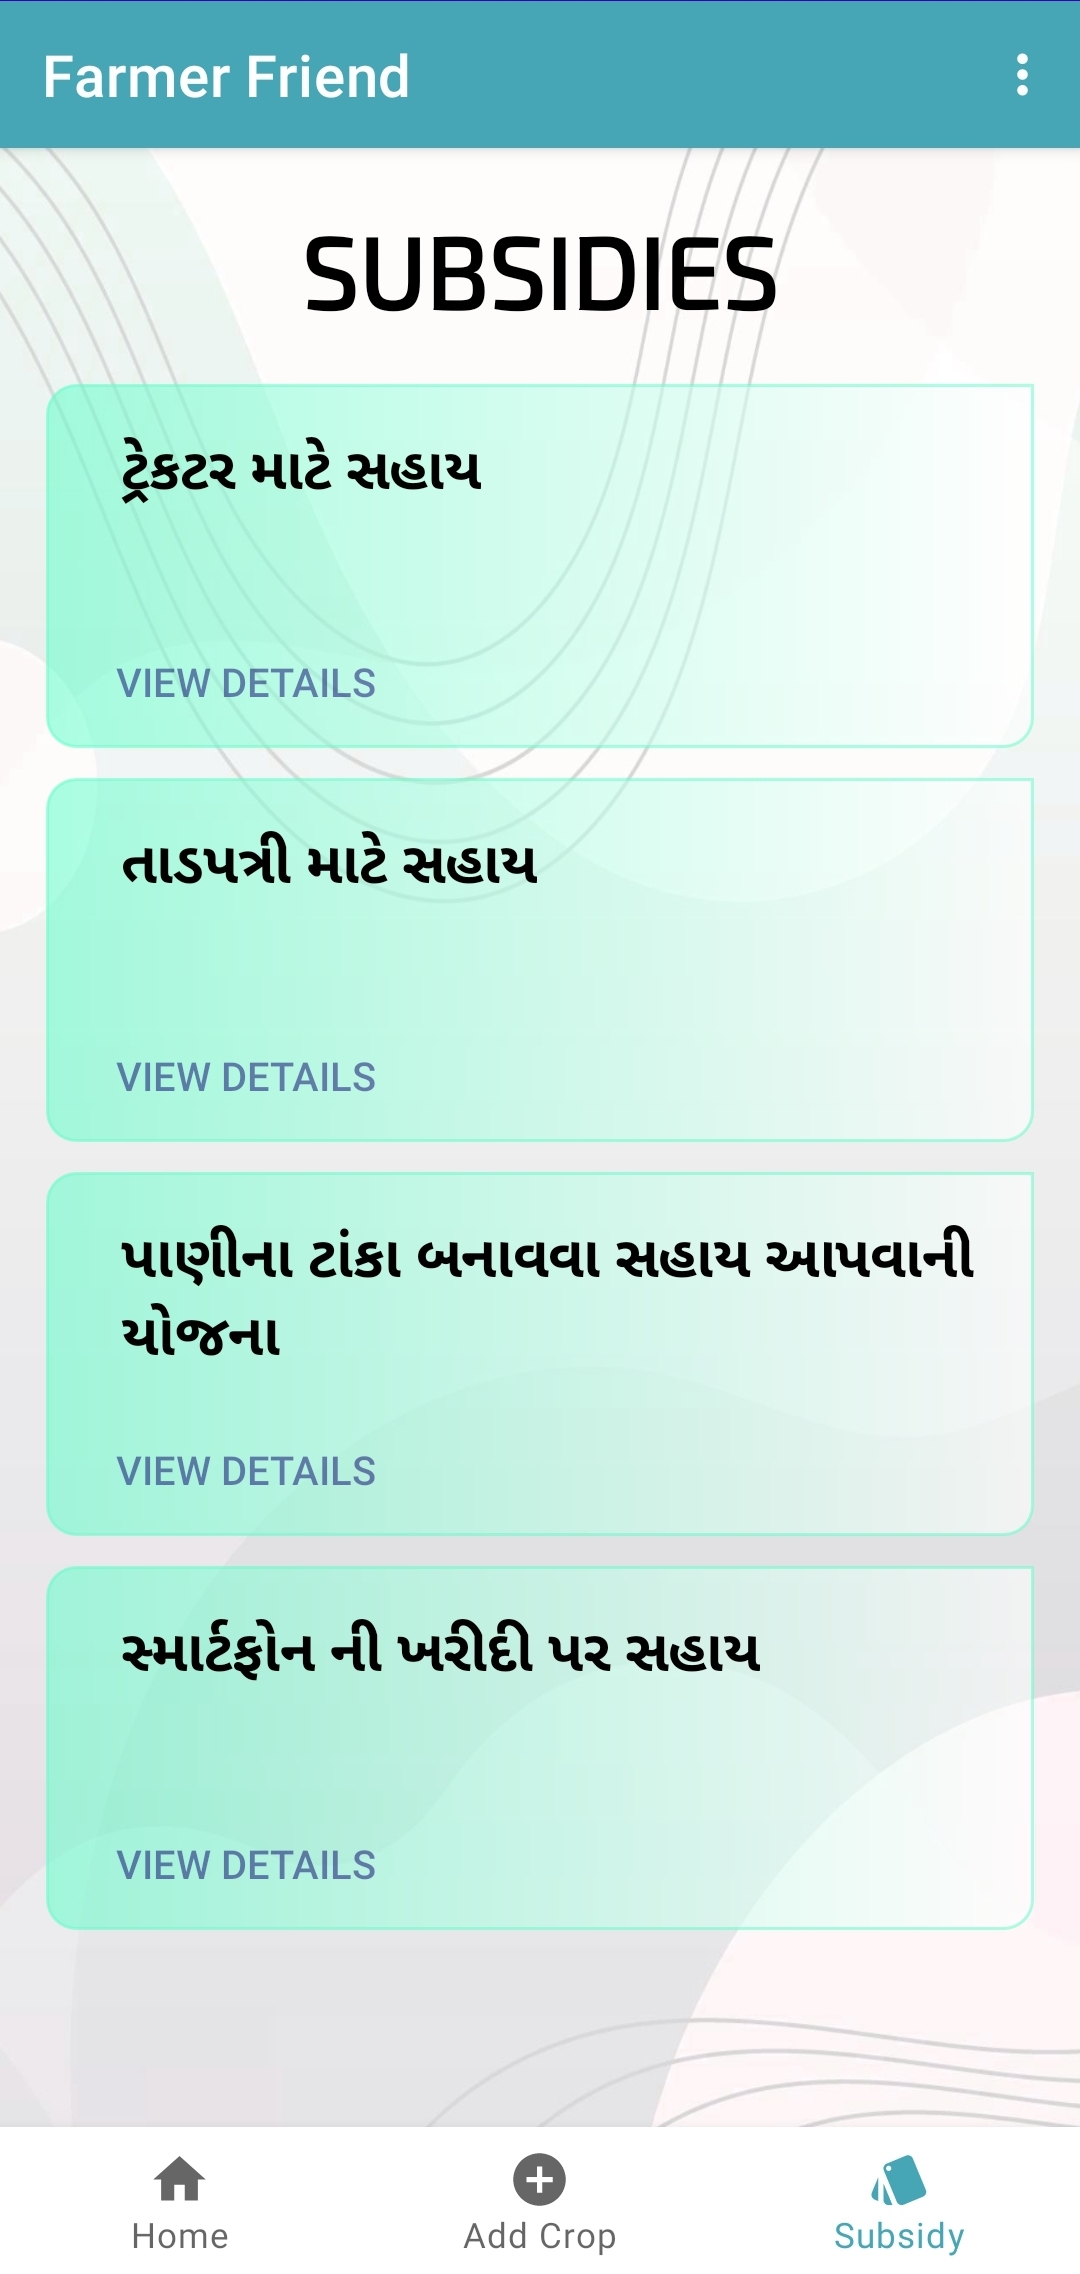 Farmer Friend
SUBSIDIES
ટ્રેકટર માટે સહાય
VIEW DETAILS
તાડપત્રી માટે સહાય
VIEW DETAILS
પાણીના ટાંકા બનાવવા સહાય આપવાની
યોજના
VIEW DETAILS
સ્માર્ટફોન ની ખરીદી પર સહાય
VIEW DETAILS
Home
Add Crop
Subsidy